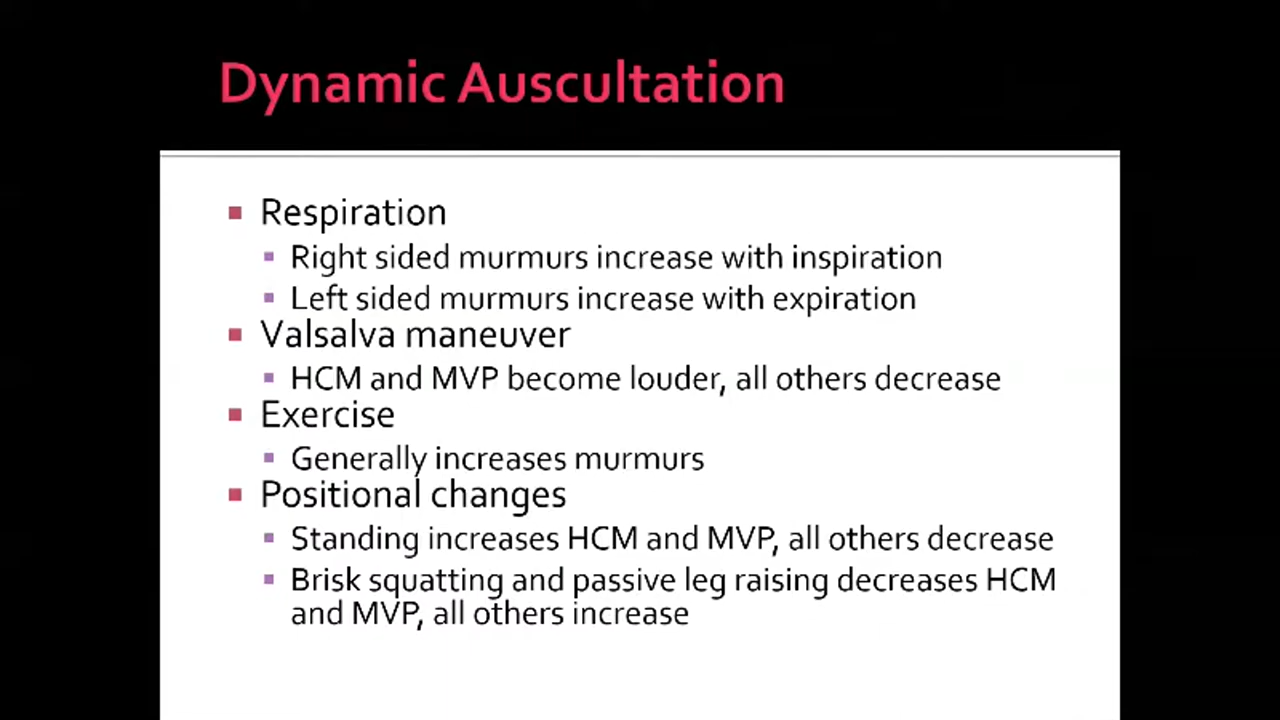 Dynamic Auscultation
Respiration
Right sided murmurs increase with inspiration
Left sided murmurs increase with expiration
Valsalva maneuver
HCM and MVP become louder, all others decrease
Exercise
Generally increases murmurs
Positional changes
Standing increases HCM and MVP, all others decrease
Brisk squatting and passive leg raising decreases HCM
and MVP, all others increase